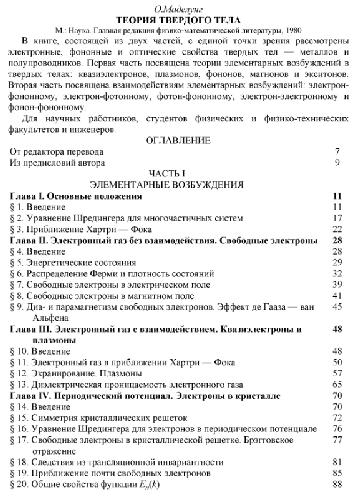 О.Маделунг
ТЕОРИЯ ТВЕРДОГО ТЕЛА
М.: Наука. Главная редакция физико-математической литературы, 1980
В книге, состоящей из двух частей, с единой точки зрения рассмотрены
электронные, фононные и оптические свойства твердых тел — металлов и
полупроводников. Первая часть посвящена теории элементарных возбуждений в
твердых телах: квазиэлектронов, плазмонов, фононов, магнонов и экситонов.
Вторая часть посвящена взаимодействиям элементарных возбуждений: электрон-
фононному, электрон-фотонному, фотон-фононному, электрон-электронному и
фонон-фононному.
Для научных работников, студентов физических и физико-технических
факультетов и инженеров
ОГЛАВЛЕНИЕ
От редактора перевода 7
Из предисловий автора 9
ЧАСТЬ I
ЭЛЕМЕНТАРНЫЕ ВОЗБУЖДЕНИЯ
Глава I. Основные положения 11
§ 1. Введение 11
§ 2. Уравнение Шредингера для многочастичных систем 17
§ 3. Приближение Хартри — Фока 22
Глава II. Электронный газ без взаимодействия. Свободные электроны 28
§ 4. Введение 28
§ 5. Энергетические состояния 29
§ 6. Распределение Ферми и плотность состояний 32
§ 7. Свободные электроны в электрическом поле 39
§ 8. Свободные электроны в магнитном поле 41
§ 9. Диа- и парамагнетизм свободных электронов. Эффект де Гааза — ван 45
Альфена
Глава III. Электронный газ с взаимодействием. Квазиэлектроны и 48
плазмоны
§ 10. Введение 48
§ 11. Электронный газ в приближении Хартри — Фока 50
§ 12. Экранирование. Плазмоны 57
§ 13. Диэлектрическая проницаемость электронного газа 65
Глава IV. Периодический потенциал. Электроны в кристалле 70
§ 14. Введение 70
§ 15. Симметрия кристаллических решеток 72
§ 16. Уравнение Шредингера для электронов в периодическом потенциале 76
§ 17. Свободные электроны в кристаллической решетке. Брэгговское 77
отражение
§ 18. Следствия из трансляционной инвариантности 81
§ 19. Приближение почти свободных электронов 85
§ 20. Общие свойства функции Eₙ(k) 88